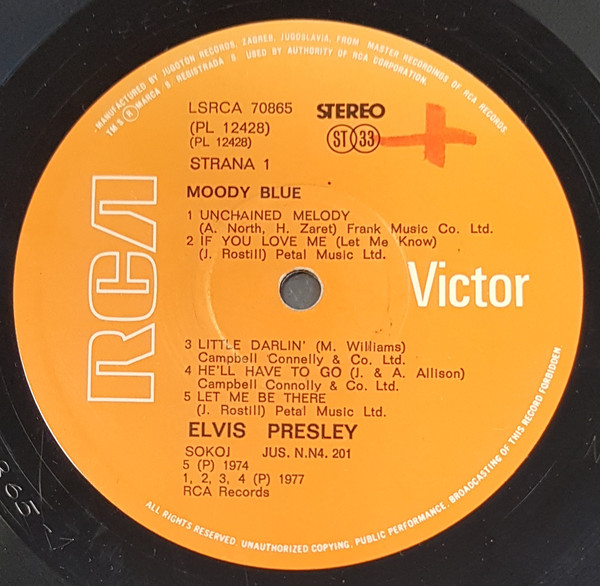 MANUFACTURED BY JUGOTON RECORDS, ZAGREB, JUGOSLAVIA, FROM MASTER RECORDINGS OF RCA RECORDS.
TM S ® MARCA S REGISTRADA S. USED BY AUTHORITY OF RCA CORPORATION.
LSRCA 70865 STEREO
(PL 12428) ST 33
(PL 12428)
STRANA 1
MOODY BLUE
1 UNCHAINED MELODY
(A. North, H. Zaret) Frank Music Co. Ltd.
2 IF YOU LOVE ME (Let Me Know)
(J. Rostill) Petal Music Ltd.
RCA Victor
3 LITTLE DARLIN' (M. Williams)
Campbell Connelly & Co. Ltd.
4 HE'LL HAVE TO GO (J. & A. Allison)
Campbell Connolly & Co. Ltd.
5 LET ME BE THERE
(J. Rostill) Petal Music Ltd.
ELVIS PRESLEY
SOKOJ JUS. N.N4. 201
5 (P) 1974
1, 2, 3, 4 (P) 1977
RCA Records
ALL RIGHTS RESERVED. UNAUTHORIZED COPYING, PUBLIC PERFORMANCE, BROADCASTING OF THIS RECORD FORBIDDEN.